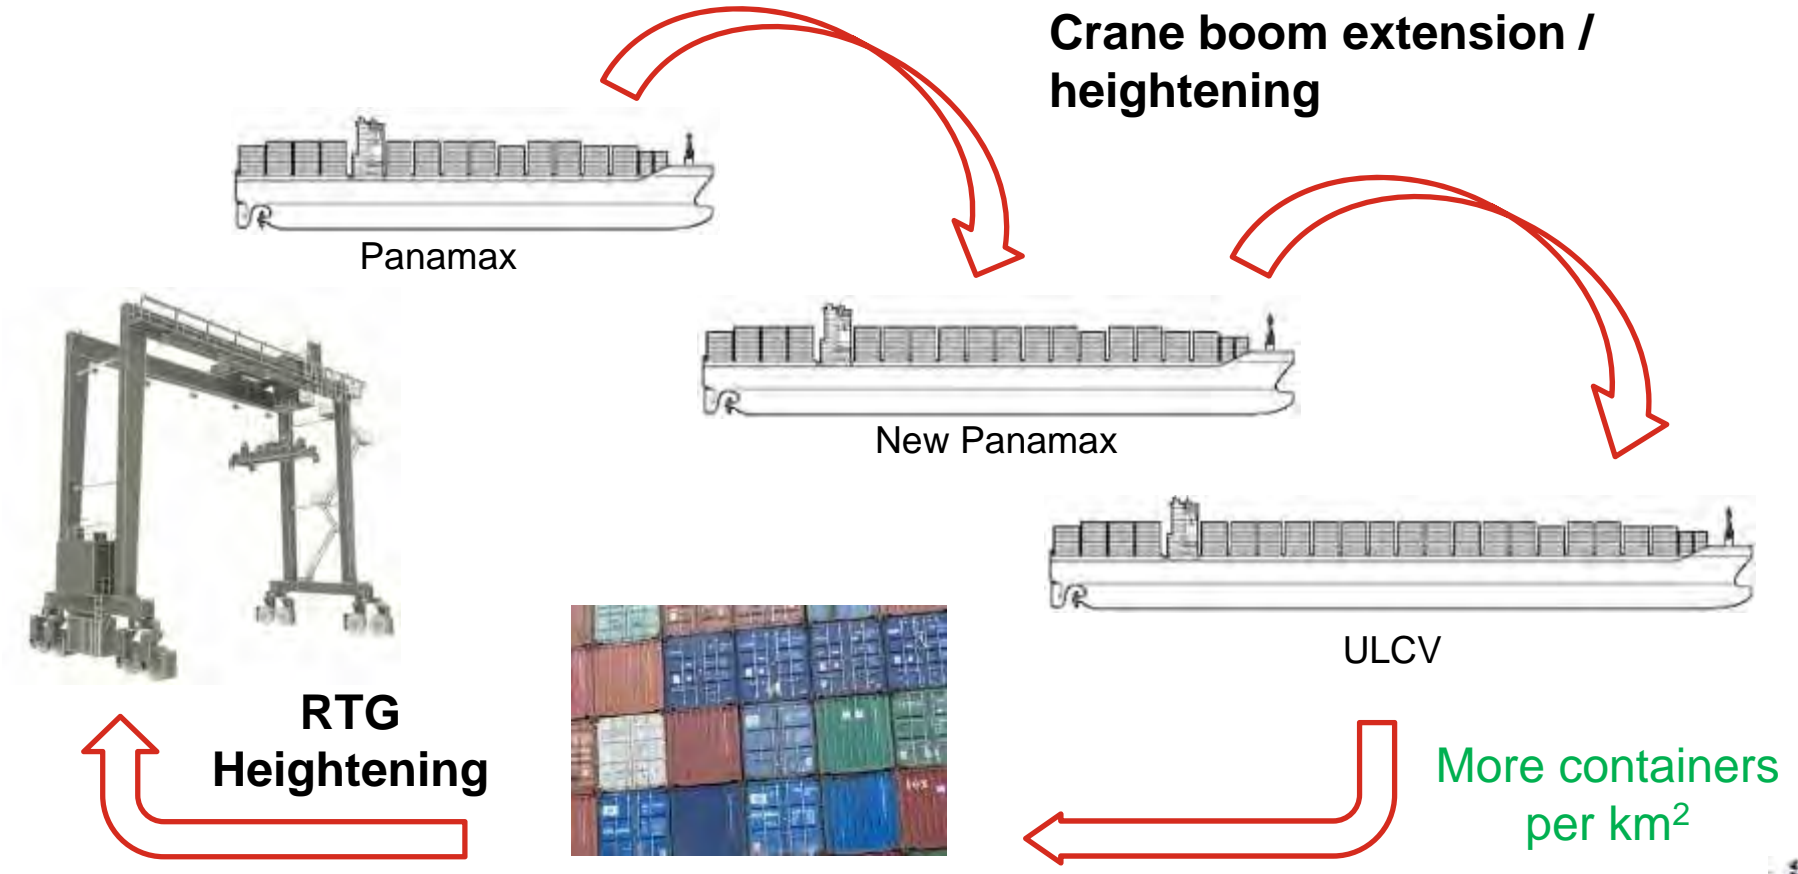 Crane boom extension /
heightening
Panamax
New Panamax
ULCV
RTG
Heightening
More containers
per km²